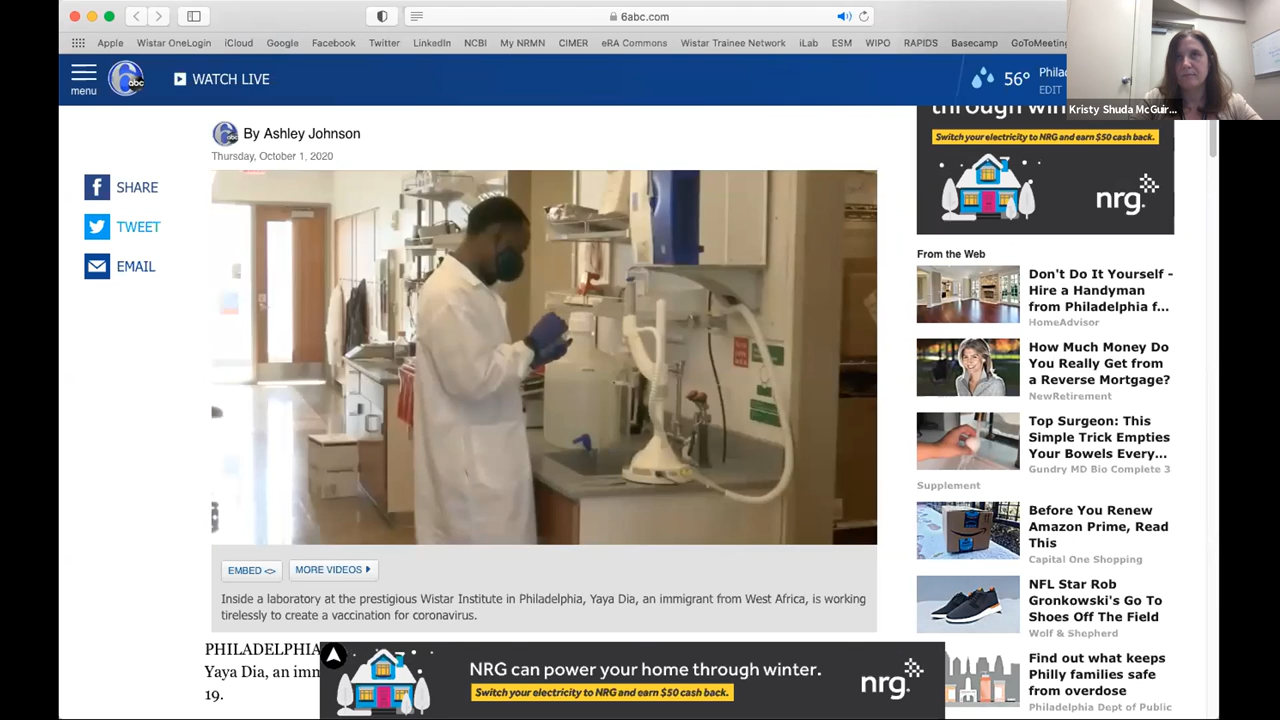 6abc.com
Apple Wistar OneLogin iCloud Google Facebook Twitter LinkedIn NCBI My NRMN CIMER eRA Commons Wistar Trainee Network iLab ESM WIPO RAPIDS Basecamp GoToMeeting
menu
6
abc
WATCH LIVE
56°
Phila
EDIT
Kristy Shuda McGuir...
By Ashley Johnson
Thursday, October 1, 2020
SHARE
TWEET
EMAIL
EMBED <>
MORE VIDEOS
Inside a laboratory at the prestigious Wistar Institute in Philadelphia, Yaya Dia, an immigrant from West Africa, is working
tirelessly to create a vaccination for coronavirus.
PHILADELPHIA
Yaya Dia, an imm
19.
NRG can power your home through winter.
Switch your electricity to NRG and earn $50 cash back.
nrg
through win
Switch your electricity to NRG and earn $50 cash back.
nrg
From the Web
Don't Do It Yourself -
Hire a Handyman
from Philadelphia f...
HomeAdvisor
How Much Money Do
You Really Get from
a Reverse Mortgage?
NewRetirement
Top Surgeon: This
Simple Trick Empties
Your Bowels Every...
Gundry MD Bio Complete 3
Supplement
Before You Renew
Amazon Prime, Read
This
Capital One Shopping
NFL Star Rob
Gronkowski's Go To
Shoes Off The Field
Wolf & Shepherd
Find out what keeps
Philly families safe
from overdose
Philadelphia Dept of Public